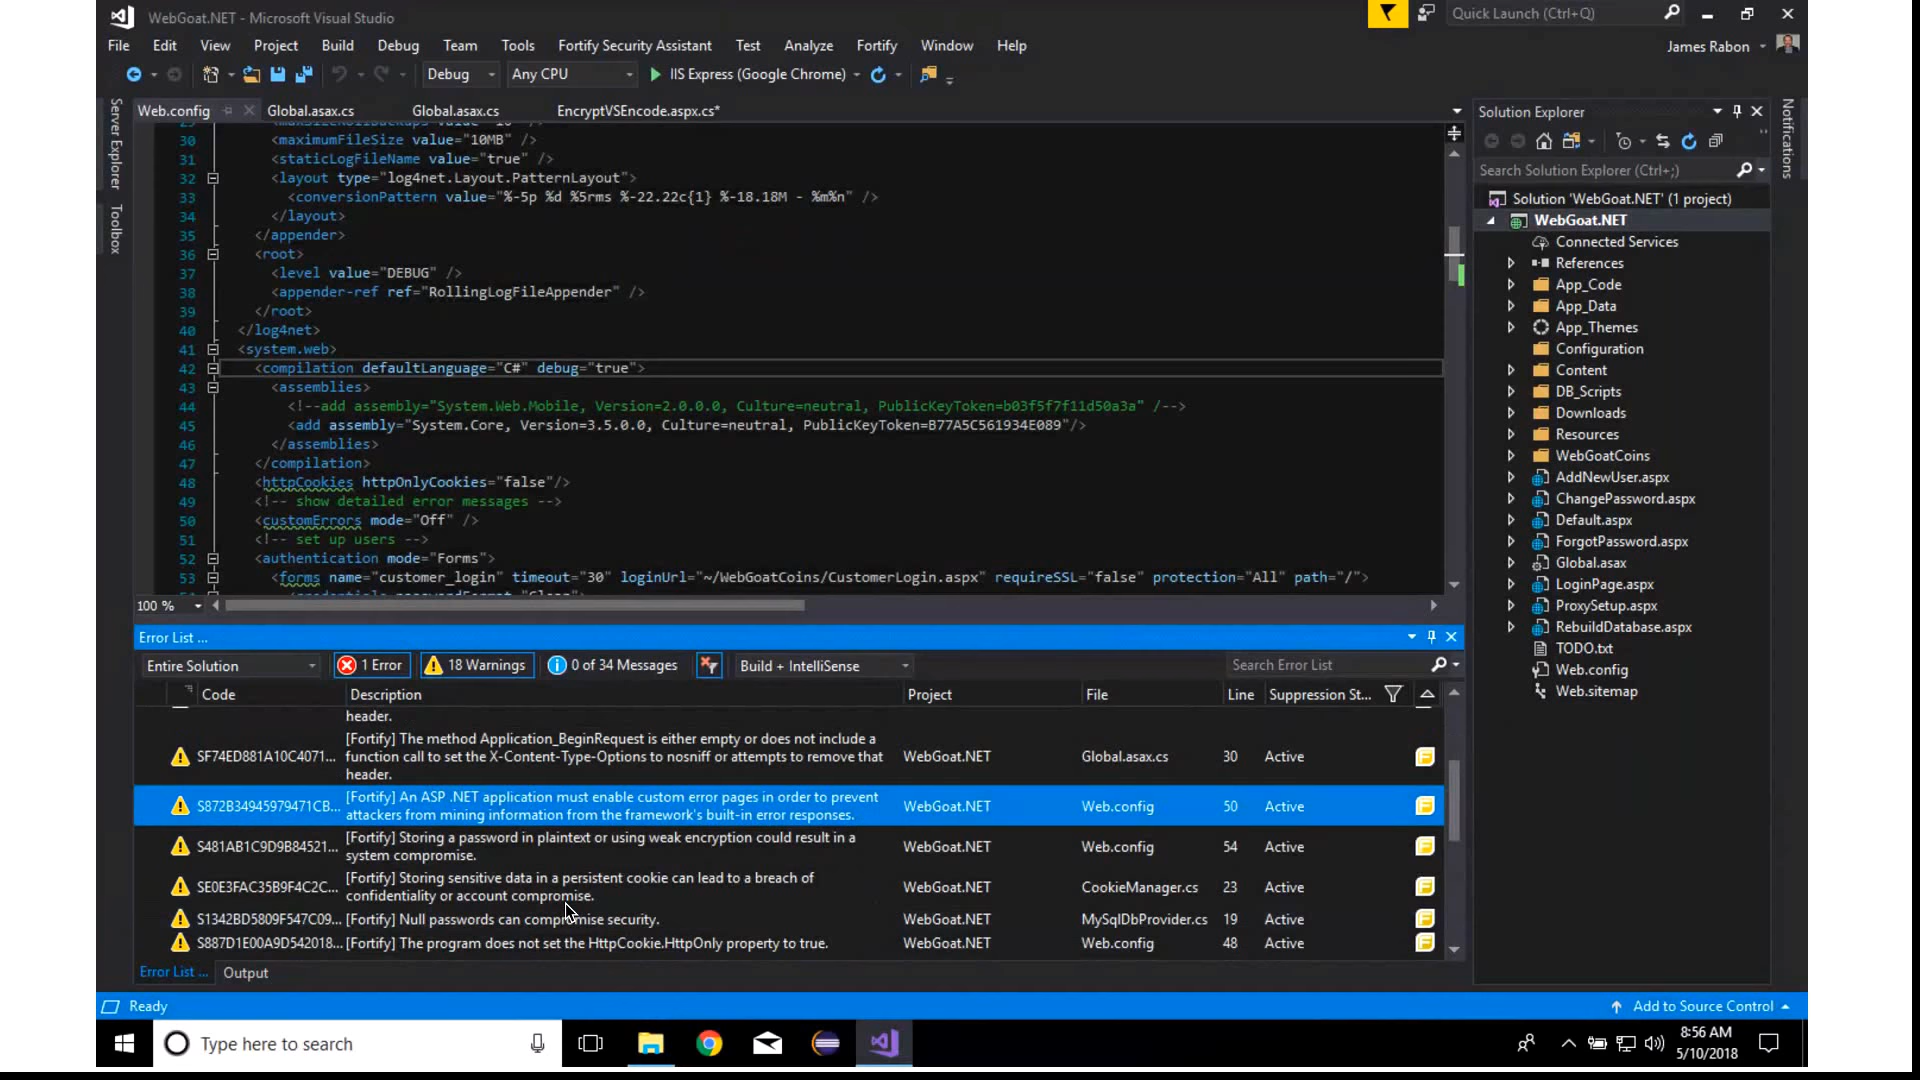 WebGoat.NET - Microsoft Visual Studio
Quick Launch (Ctrl+Q)
File Edit View Project Build Debug Team Tools Fortify Security Assistant Test Analyze Fortify Window Help
James Rabon
Debug Any CPU IIS Express (Google Chrome)
Server Explorer
Toolbox
Web.config Global.asax.cs Global.asax.cs EncryptVSEncode.aspx.cs*
30 <maximumFileSize value="10MB" />
31 <staticLogFileName value="true" />
32 <layout type="log4net.Layout.PatternLayout">
33 <conversionPattern value="%-5p %d %5rms %-22.22c{1} %-18.18M - %m%n" />
34 </layout>
35 </appender>
36 <root>
37 <level value="DEBUG" />
38 <appender-ref ref="RollingLogFileAppender" />
39 </root>
40 </log4net>
41 <system.web>
42 <compilation defaultLanguage="C#" debug="true">
43 <assemblies>
44 <!--add assembly="System.Web.Mobile, Version=2.0.0.0, Culture=neutral, PublicKeyToken=b03f5f7f11d50a3a" /-->
45 <add assembly="System.Core, Version=3.5.0.0, Culture=neutral, PublicKeyToken=B77A5C561934E089"/>
46 </assemblies>
47 </compilation>
48 <httpCookies httpOnlyCookies="false"/>
49 <!-- show detailed error messages -->
50 <customErrors mode="Off" />
51 <!-- set up users -->
52 <authentication mode="Forms">
53 <forms name="customer_login" timeout="30" loginUrl="~/WebGoatCoins/CustomerLogin.aspx" requireSSL="false" protection="All" path="/">
100 %
Error List ...
Entire Solution 1 Error 18 Warnings 0 of 34 Messages Build + IntelliSense Search Error List
Code Description Project File Line Suppression St...
header.
SF74ED881A10C4071... [Fortify] The method Application_BeginRequest is either empty or does not include a function call to set the X-Content-Type-Options to nosniff or attempts to remove that header. WebGoat.NET Global.asax.cs 30 Active
S872B34945979471CB... [Fortify] An ASP .NET application must enable custom error pages in order to prevent attackers from mining information from the framework's built-in error responses. WebGoat.NET Web.config 50 Active
S481AB1C9D9B84521... [Fortify] Storing a password in plaintext or using weak encryption could result in a system compromise. WebGoat.NET Web.config 54 Active
SE0E3FAC35B9F4C2C... [Fortify] Storing sensitive data in a persistent cookie can lead to a breach of confidentiality or account compromise. WebGoat.NET CookieManager.cs 23 Active
S1342BD5809F547C09... [Fortify] Null passwords can compromise security. WebGoat.NET MySqlDbProvider.cs 19 Active
S887D1E00A9D542018... [Fortify] The program does not set the HttpCookie.HttpOnly property to true. WebGoat.NET Web.config 48 Active
Error List ... Output
Solution Explorer
Search Solution Explorer (Ctrl+;)
Solution 'WebGoat.NET' (1 project)
WebGoat.NET
Connected Services
References
App_Code
App_Data
App_Themes
Configuration
Content
DB_Scripts
Downloads
Resources
WebGoatCoins
AddNewUser.aspx
ChangePassword.aspx
Default.aspx
ForgotPassword.aspx
Global.asax
LoginPage.aspx
ProxySetup.aspx
RebuildDatabase.aspx
TODO.txt
Web.config
Web.sitemap
Notifications
Ready
Add to Source Control
Type here to search
8:56 AM
5/10/2018